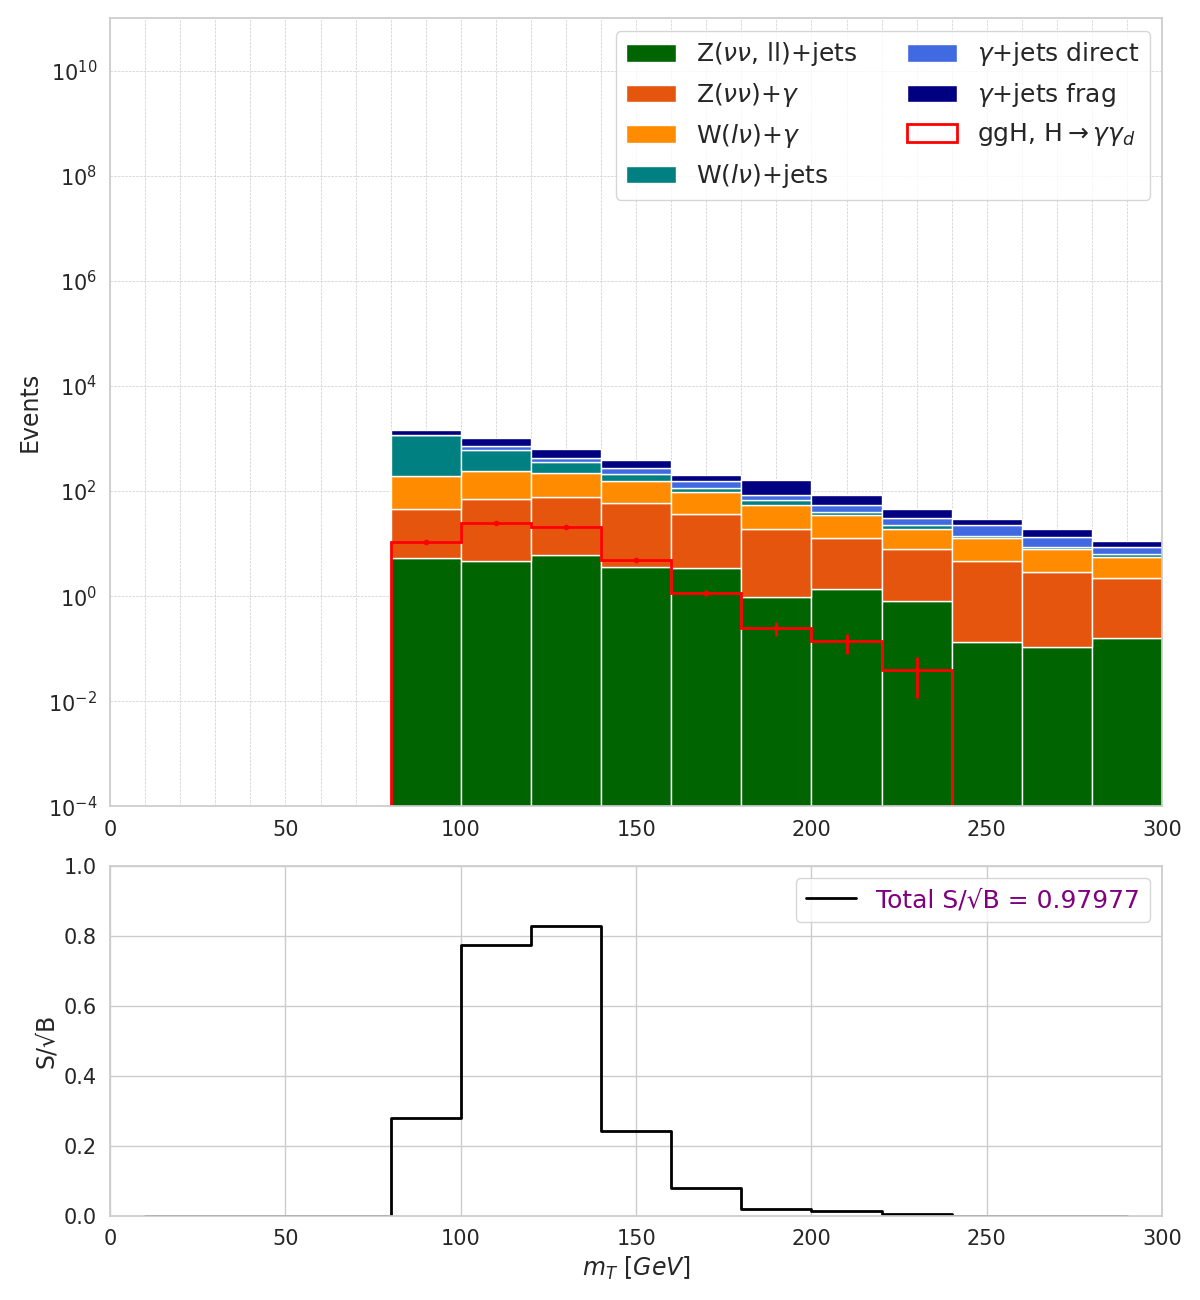 Z(νν, ll)+jets
Z(νν)+γ
W(lν)+γ
W(lν)+jets
γ+jets direct
γ+jets frag
ggH, H→γγ_d
Events
10^10
10^8
10^6
10^4
10^2
10^0
10^−2
10^−4
0 50 100 150 200 250 300
Total S/√B = 0.97977
S/√B
1.0
0.8
0.6
0.4
0.2
0.0
0 50 100 150 200 250 300
m_T [GeV]